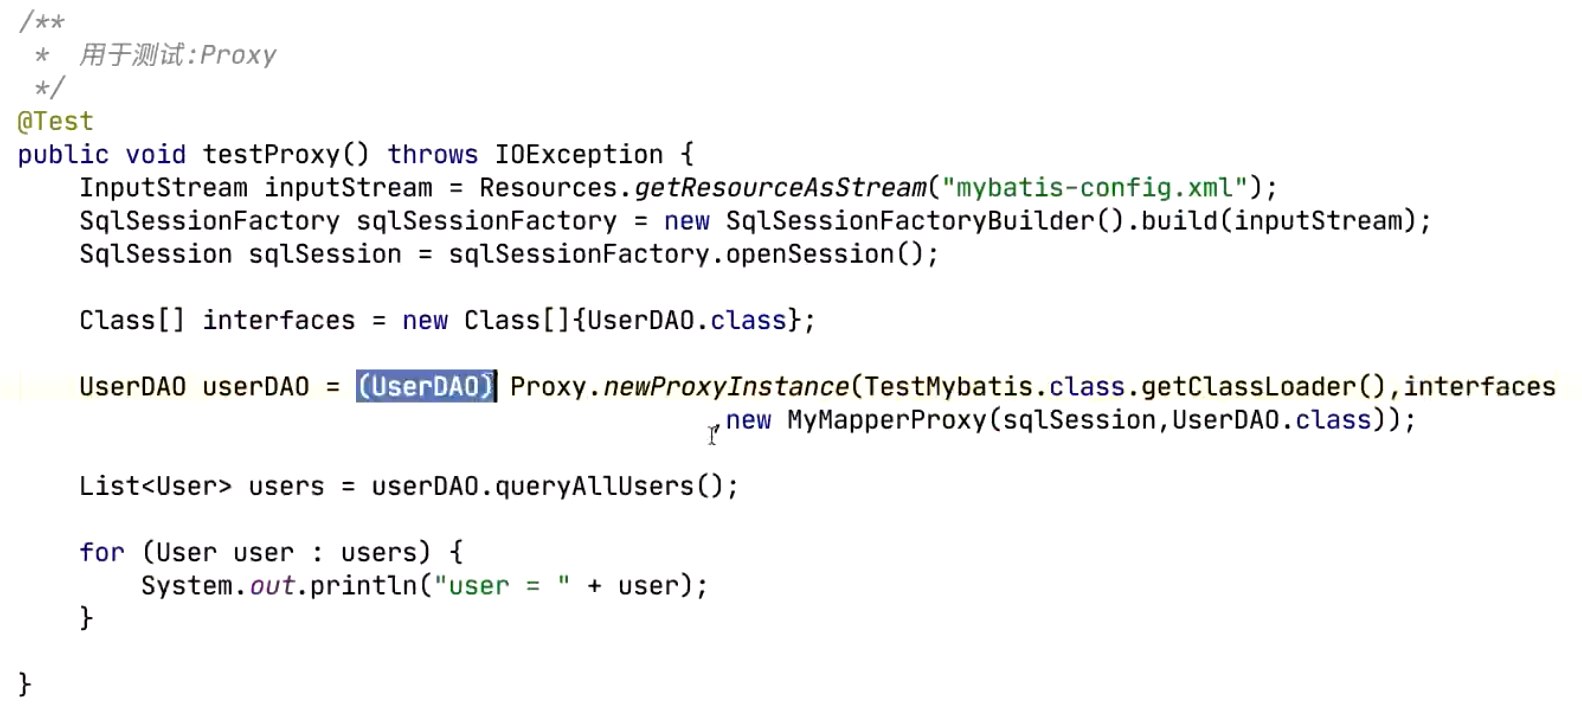 /**
 * 用于测试:Proxy
 */
@Test
public void testProxy() throws IOException {
    InputStream inputStream = Resources.getResourceAsStream("mybatis-config.xml");
    SqlSessionFactory sqlSessionFactory = new SqlSessionFactoryBuilder().build(inputStream);
    SqlSession sqlSession = sqlSessionFactory.openSession();
    Class[] interfaces = new Class[]{UserDAO.class};
    UserDAO userDAO = (UserDAO) Proxy.newProxyInstance(TestMybatis.class.getClassLoader(),interfaces
                                         ,new MyMapperProxy(sqlSession,UserDAO.class));
    List<User> users = userDAO.queryAllUsers();
    for (User user : users) {
        System.out.println("user = " + user);
    }
}